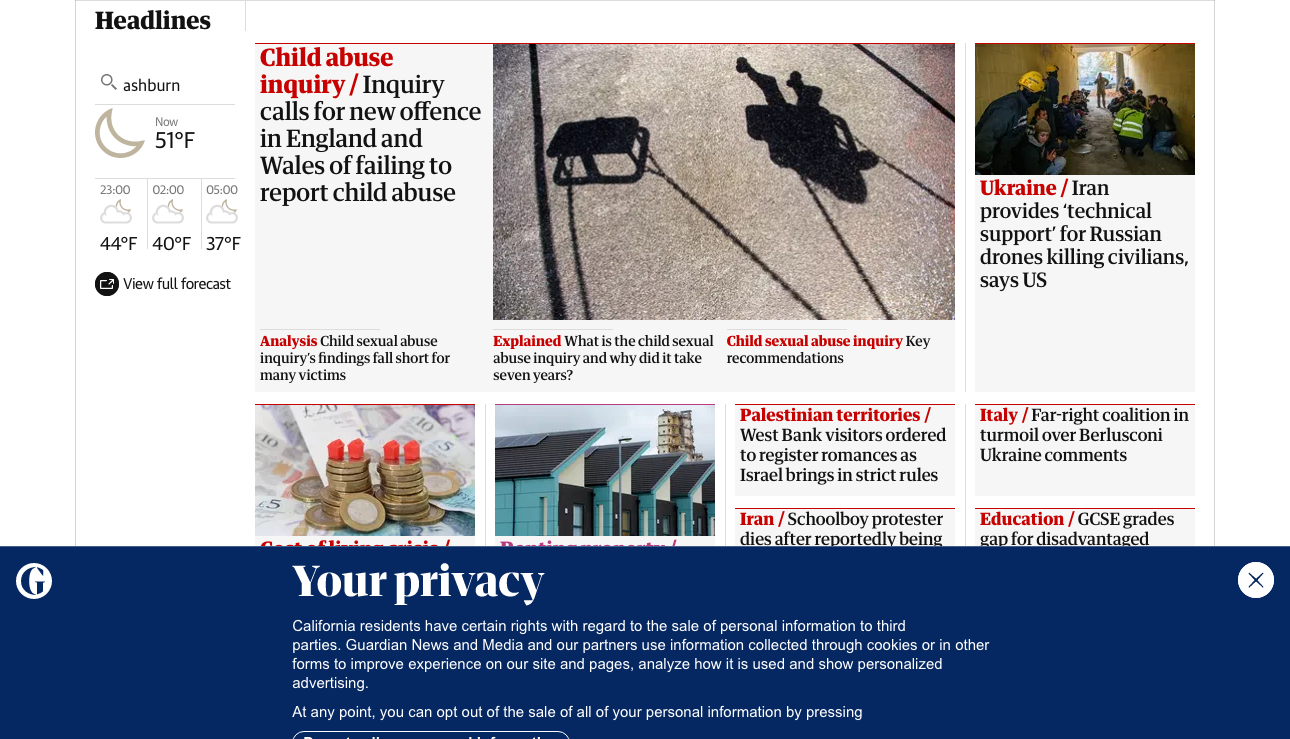 Headlines
ashburn
Now
51°F
23:00
02:00
05:00
44°F
40°F
37°F
View full forecast
Child abuse
inquiry / Inquiry
calls for new offence
in England and
Wales of failing to
report child abuse
Analysis Child sexual abuse
inquiry's findings fall short for
many victims
Explained What is the child sexual
abuse inquiry and why did it take
seven years?
Child sexual abuse inquiry Key
recommendations
Ukraine / Iran
provides ‘technical
support’ for Russian
drones killing civilians,
says US
£20
Cost of living crisis /
Renting property /
Palestinian territories /
West Bank visitors ordered
to register romances as
Israel brings in strict rules
Italy / Far-right coalition in
turmoil over Berlusconi
Ukraine comments
Iran / Schoolboy protester
dies after reportedly being
Education / GCSE grades
gap for disadvantaged
Your privacy
California residents have certain rights with regard to the sale of personal information to third
parties. Guardian News and Media and our partners use information collected through cookies or in other
forms to improve experience on our site and pages, analyze how it is used and show personalized
advertising.
At any point, you can opt out of the sale of all of your personal information by pressing